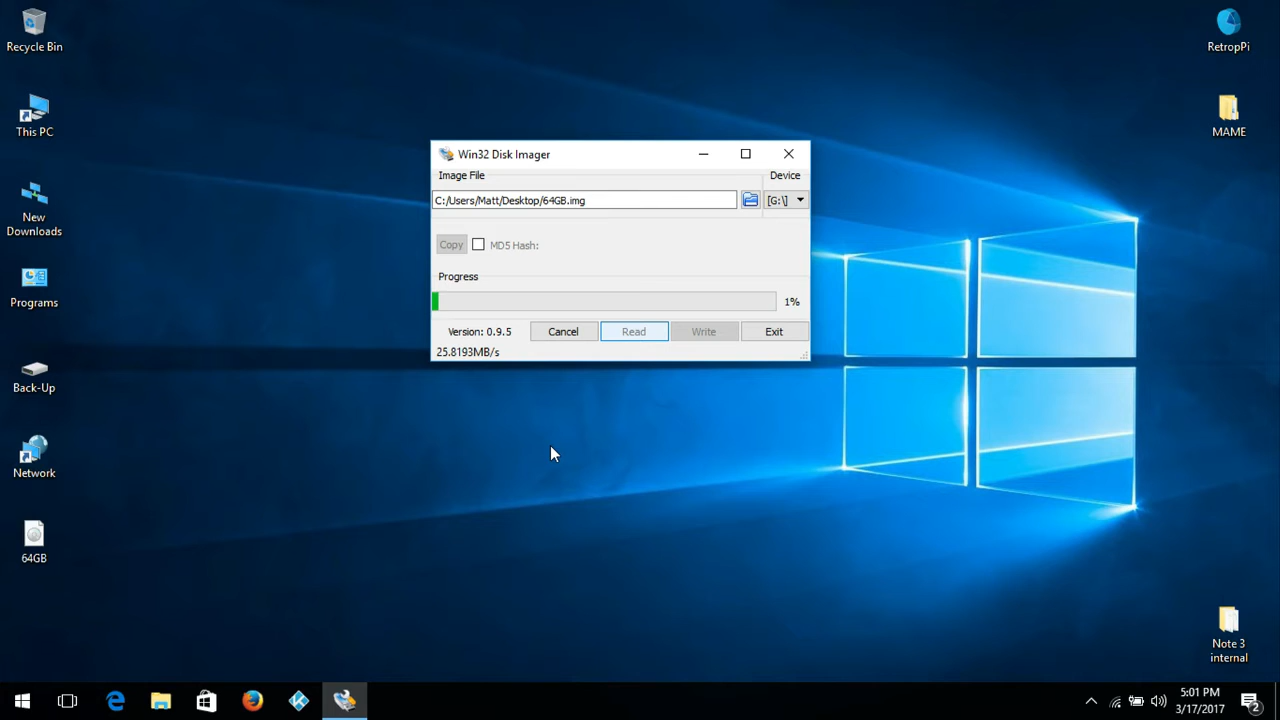 Recycle Bin
This PC
New
Downloads
Programs
Back-Up
Network
64GB
Win32 Disk Imager
Image File
Device
C:/Users/Matt/Desktop/64GB.img
[G:\]
Copy
MD5 Hash:
Progress
1%
Version: 0.9.5
Cancel
Read
Write
Exit
25.8193MB/s
RetropPi
MAME
Note 3
internal
5:01 PM
3/17/2017
2